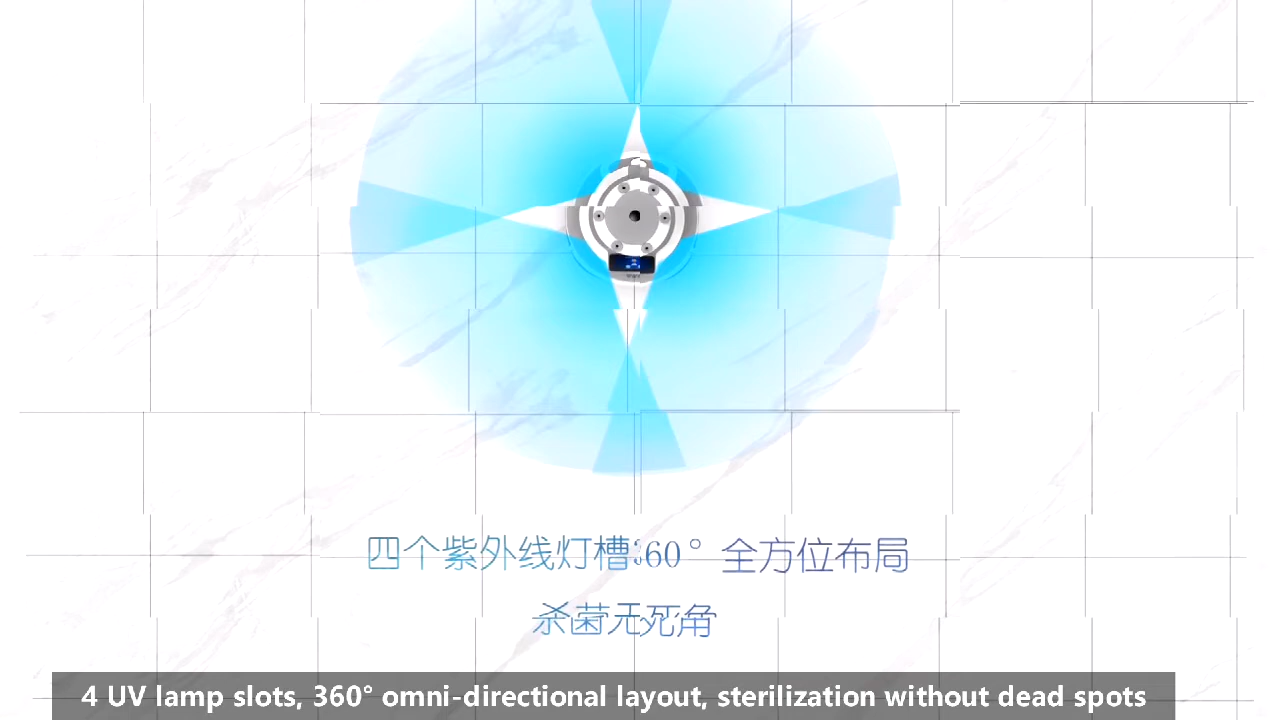 四个紫外线灯槽360° 全方位布局
杀菌无死角
4 UV lamp slots, 360° omni-directional layout, sterilization without dead spots